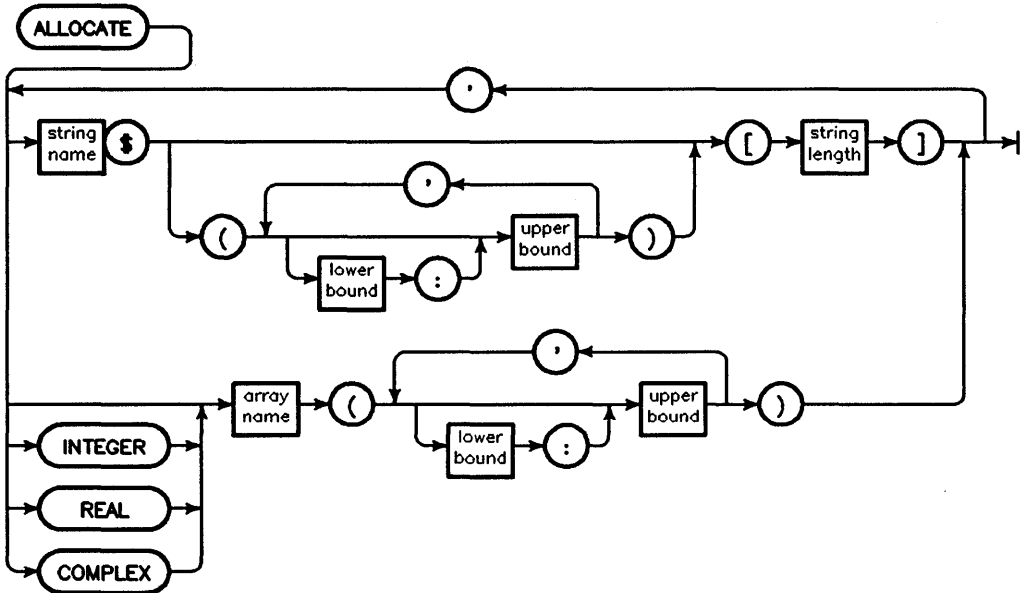 ALLOCATE
,
string
name
$
[
string
length
]
,
(
upper
bound
)
lower
bound
:
,
array
name
(
upper
bound
)
INTEGER
lower
bound
:
REAL
COMPLEX